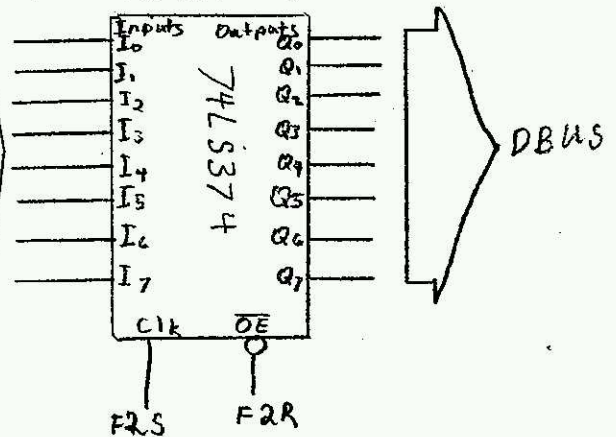 Inputs Outputs
I0 Q0
I1 Q1
I2 Q2
I3 Q3
I4 Q4
I5 Q5
I6 Q6
I7 Q7
74LS374
Clk OE
F2S F2R
DBUS